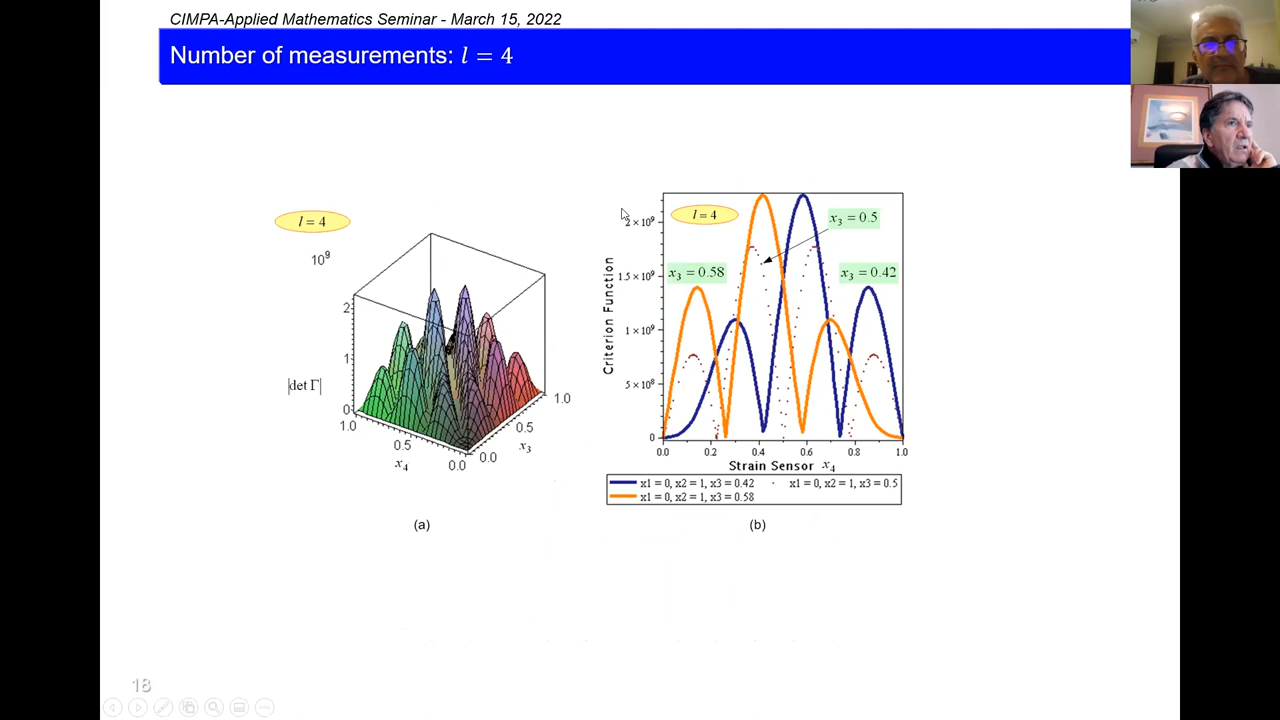 CIMPA-Applied Mathematics Seminar - March 15, 2022
Number of measurements: l = 4
l = 4
10⁹
2
1
0
|det Γ|
1.0
0.5
0.0
x₄
0.0
0.5
1.0
x₃
(a)
l = 4
x₃ = 0.5
x₃ = 0.58
x₃ = 0.42
Criterion Function
2 × 10⁹
1.5 × 10⁹
1 × 10⁹
5 × 10⁸
0
0.0 0.2 0.4 0.6 0.8 1.0
Strain Sensor x₄
x1 = 0, x2 = 1, x3 = 0.42 x1 = 0, x2 = 1, x3 = 0.5
x1 = 0, x2 = 1, x3 = 0.58
(b)
18